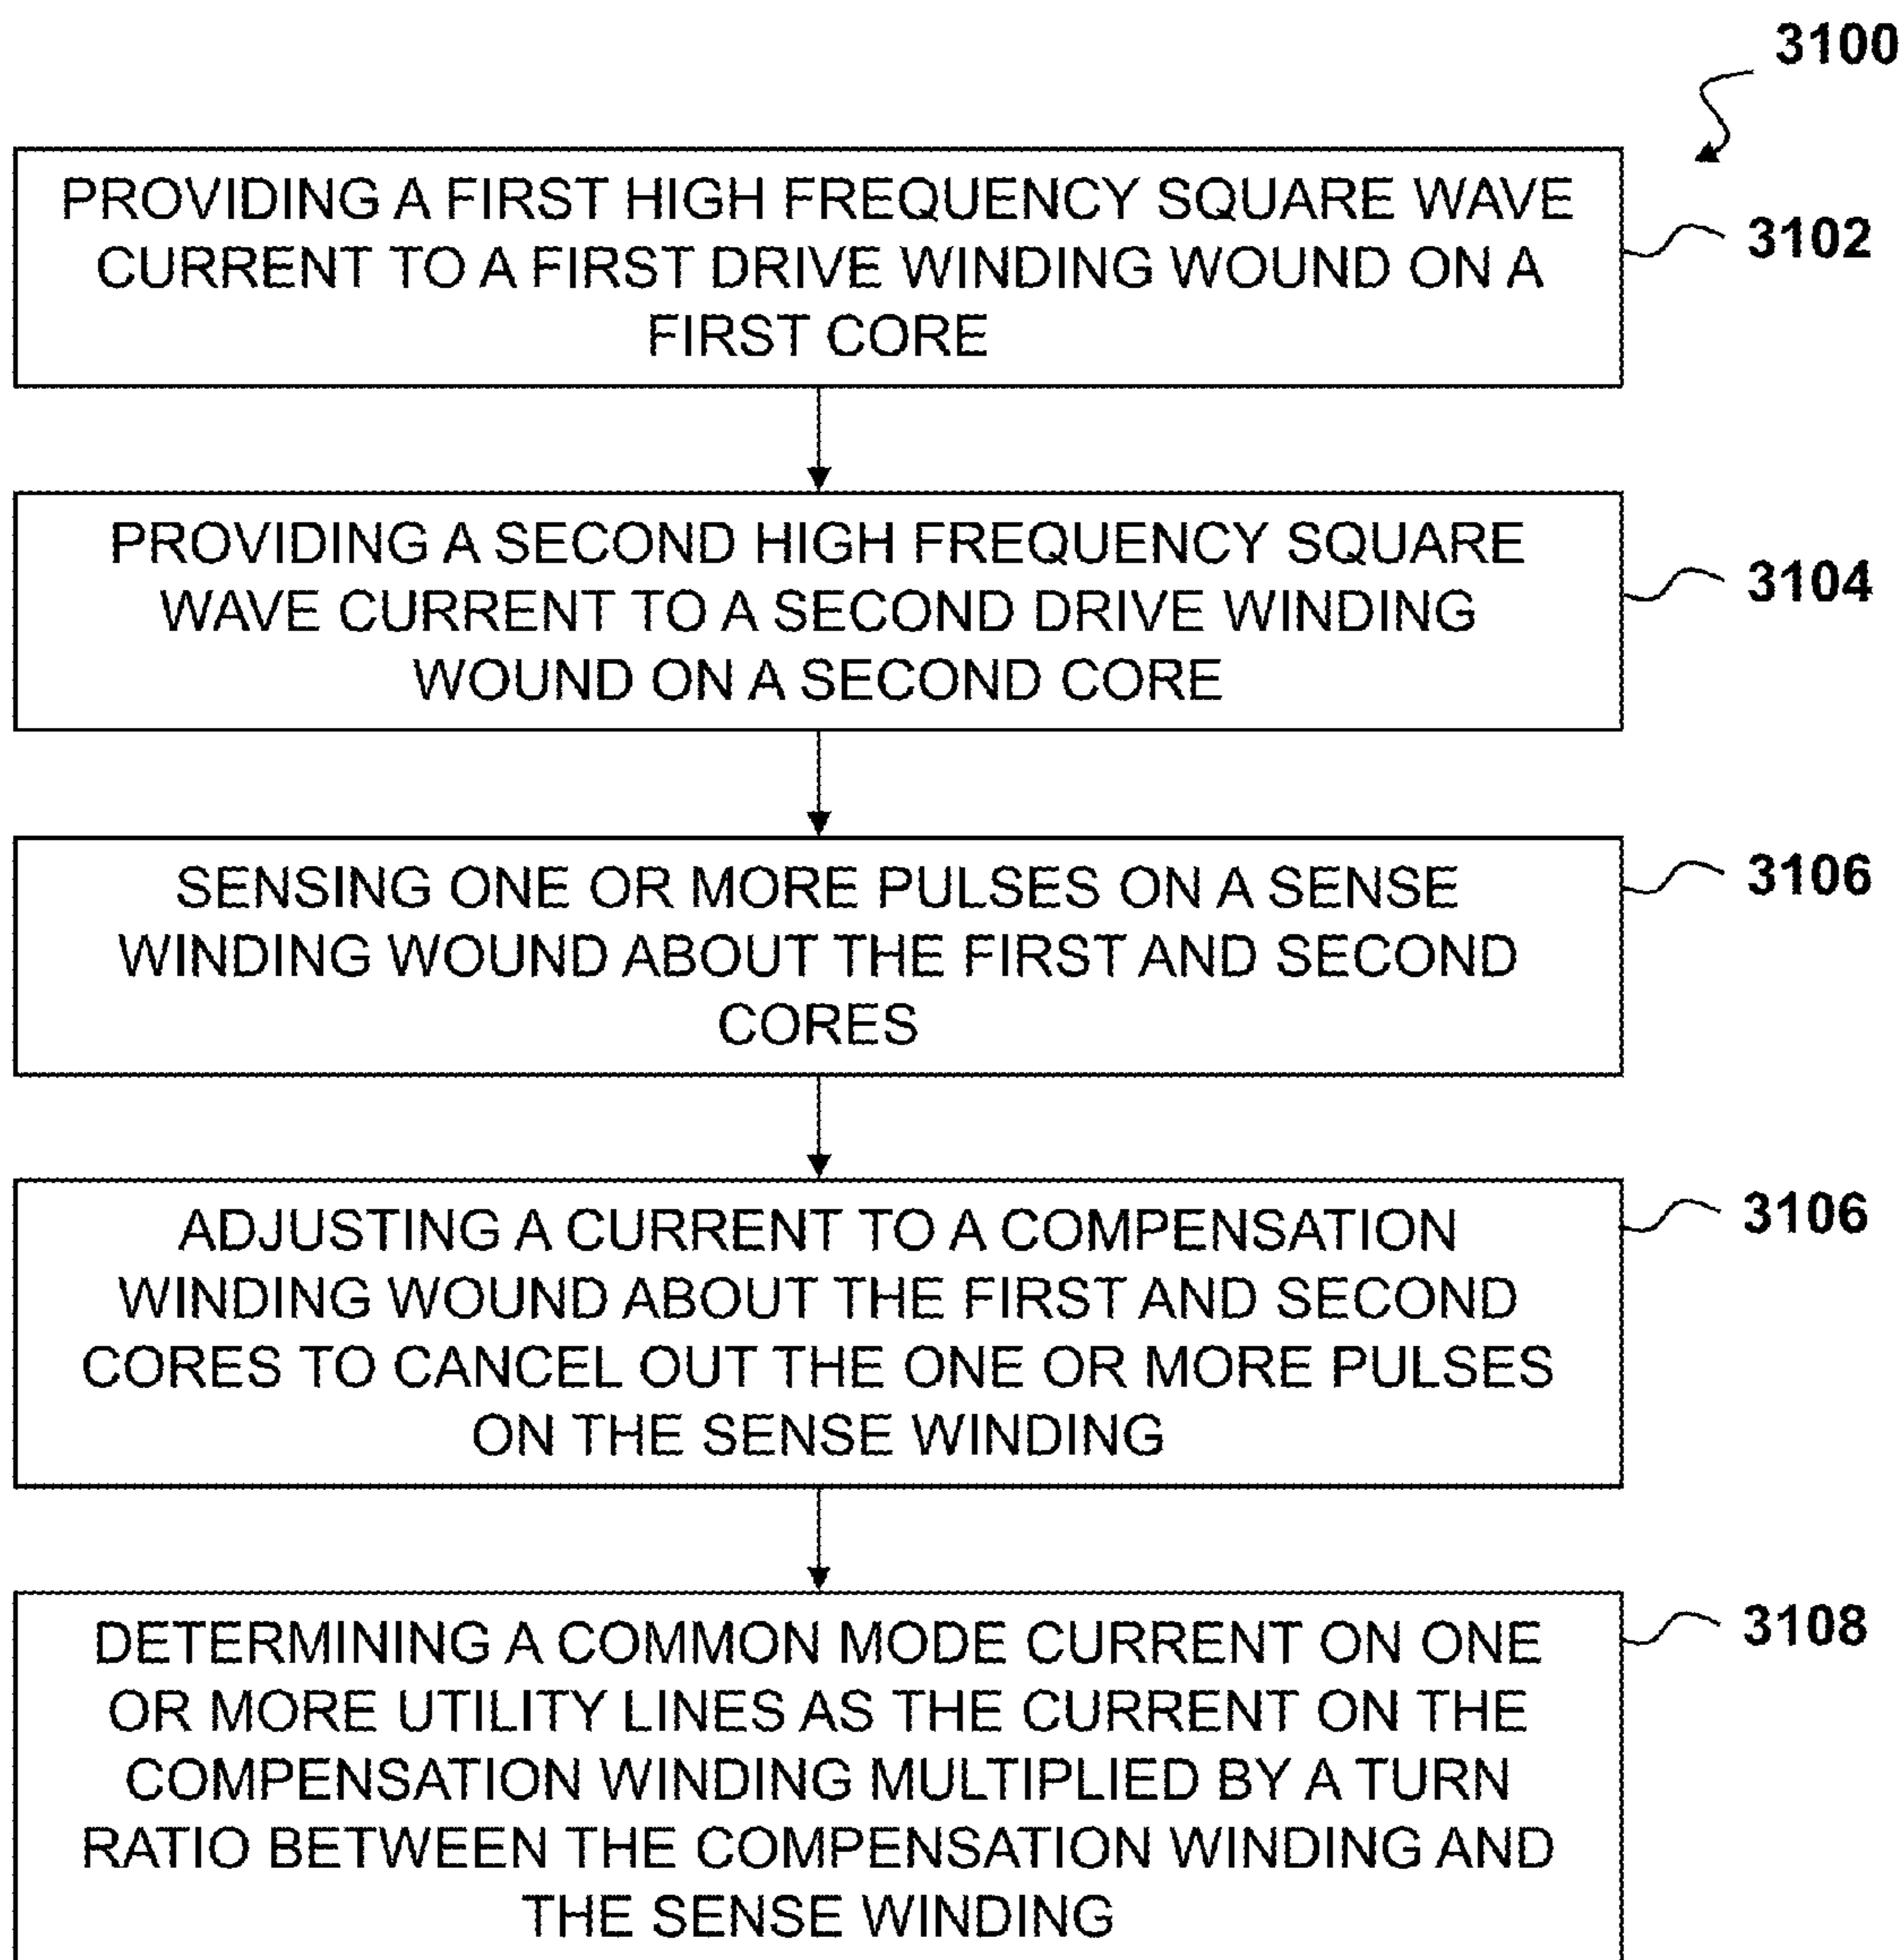 3100
PROVIDING A FIRST HIGH FREQUENCY SQUARE WAVE
CURRENT TO A FIRST DRIVE WINDING WOUND ON A
FIRST CORE
3102
PROVIDING A SECOND HIGH FREQUENCY SQUARE
WAVE CURRENT TO A SECOND DRIVE WINDING
WOUND ON A SECOND CORE
3104
SENSING ONE OR MORE PULSES ON A SENSE
WINDING WOUND ABOUT THE FIRST AND SECOND
CORES
3106
ADJUSTING A CURRENT TO A COMPENSATION
WINDING WOUND ABOUT THE FIRST AND SECOND
CORES TO CANCEL OUT THE ONE OR MORE PULSES
ON THE SENSE WINDING
3106
DETERMINING A COMMON MODE CURRENT ON ONE
OR MORE UTILITY LINES AS THE CURRENT ON THE
COMPENSATION WINDING MULTIPLIED BY A TURN
RATIO BETWEEN THE COMPENSATION WINDING AND
THE SENSE WINDING
3108